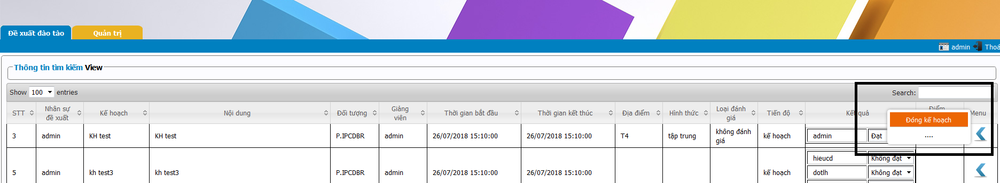 Đề xuất đào tào
Quản trị
admin Thoá
Thông tin tìm kiếm View
Show 100 entries
Search:
STT
Nhân sự
đề xuất
Kế hoạch
Nội dung
Đối tượng
Giảng
viên
Thời gian bắt đầu
Thời gian kết thúc
Địa điểm
Hình thức
Loại đánh
giá
Tiến độ
Kết quả
Điểm
Menu
Đóng kế hoạch
....
3
admin
KH test
KH test
P.IPCDBR
admin
26/07/2018 15:10:00
26/07/2018 15:10:00
T4
tập trung
không đánh
giá
kế hoạch
admin
Đạt
5
admin
kh test3
kh test3
P.IPCDBR
admin
26/07/2018 15:10:00
26/07/2018 15:10:00
kế hoạch
hieucd
Không đạt
dotlh
Không đạt